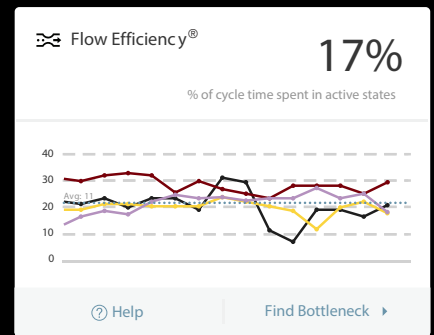 Flow Efficiency®
17%
% of cycle time spent in active states
40
30
Avg: 11
20
10
0
? Help
Find Bottleneck